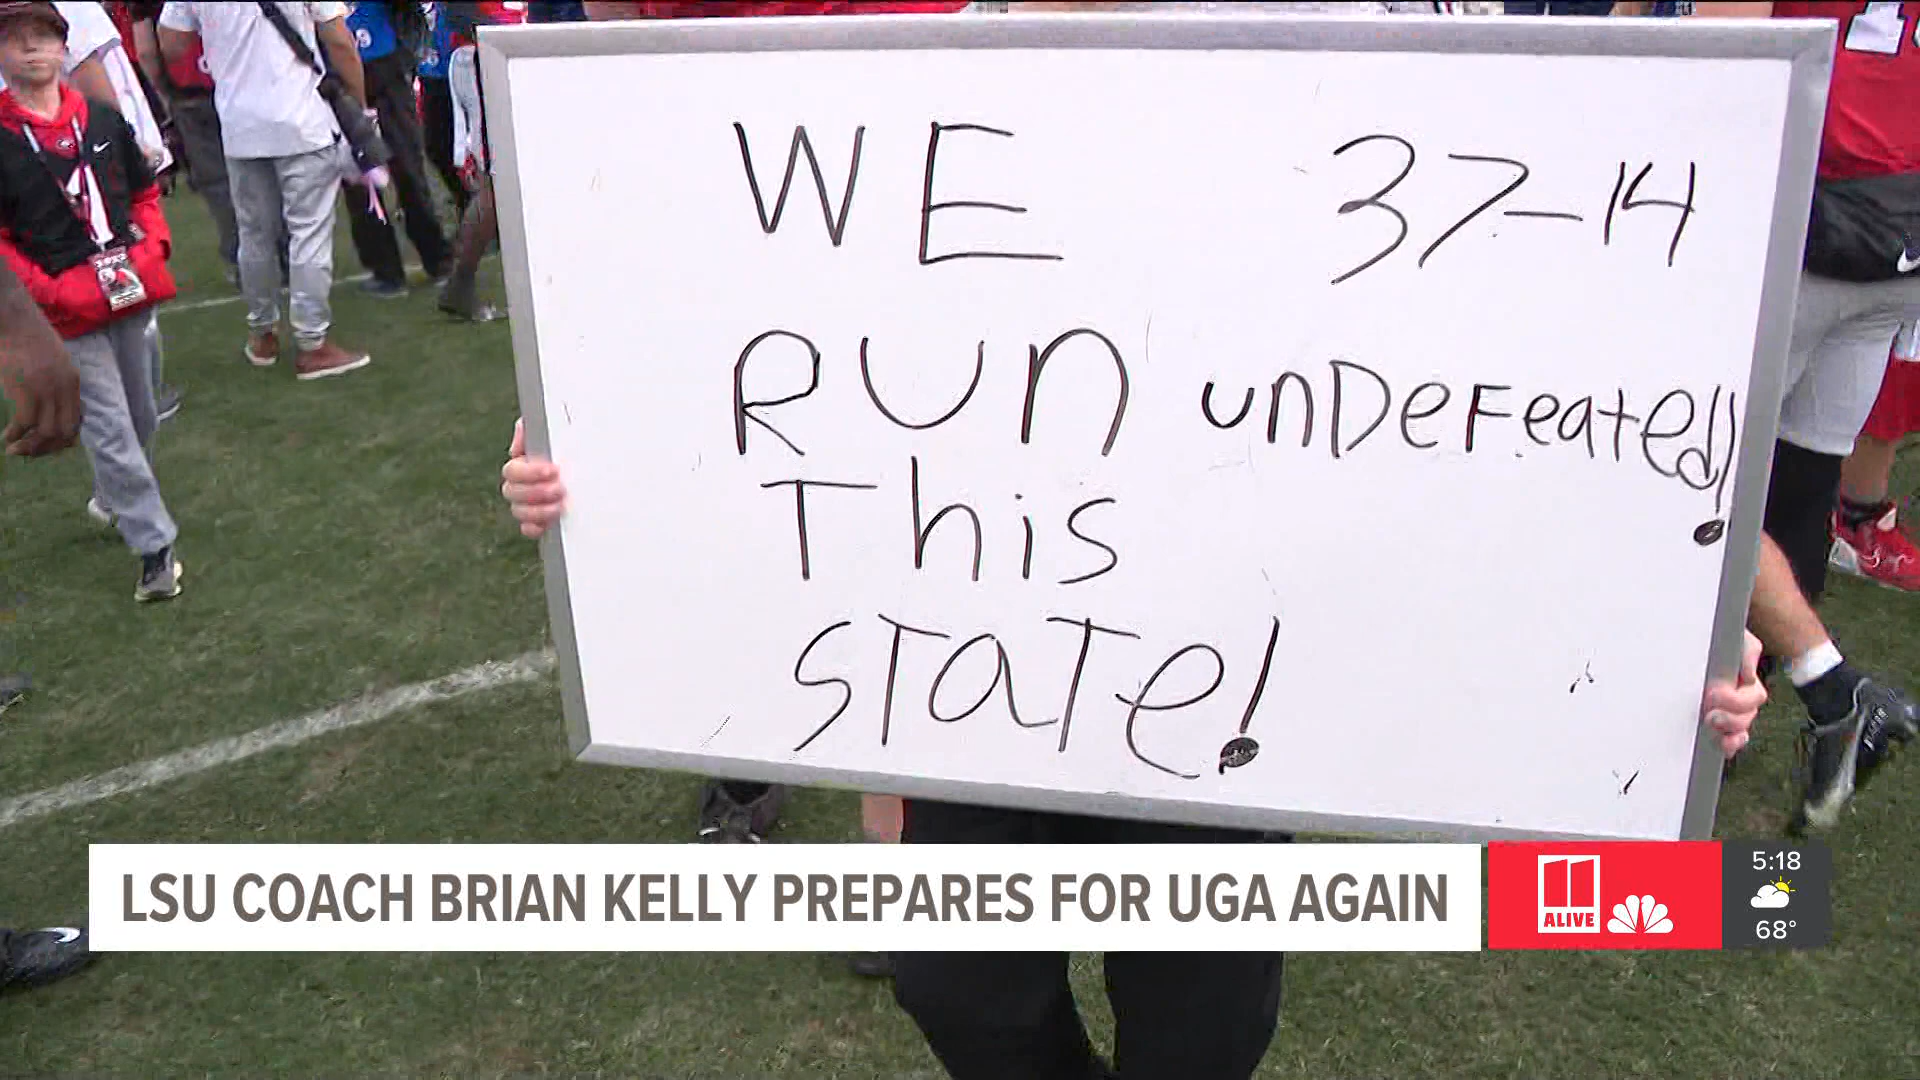 WE
RUn
This
STaTe!
37-14
unDeFeated!
LSU COACH BRIAN KELLY PREPARES FOR UGA AGAIN
11
ALIVE
5:18
68°